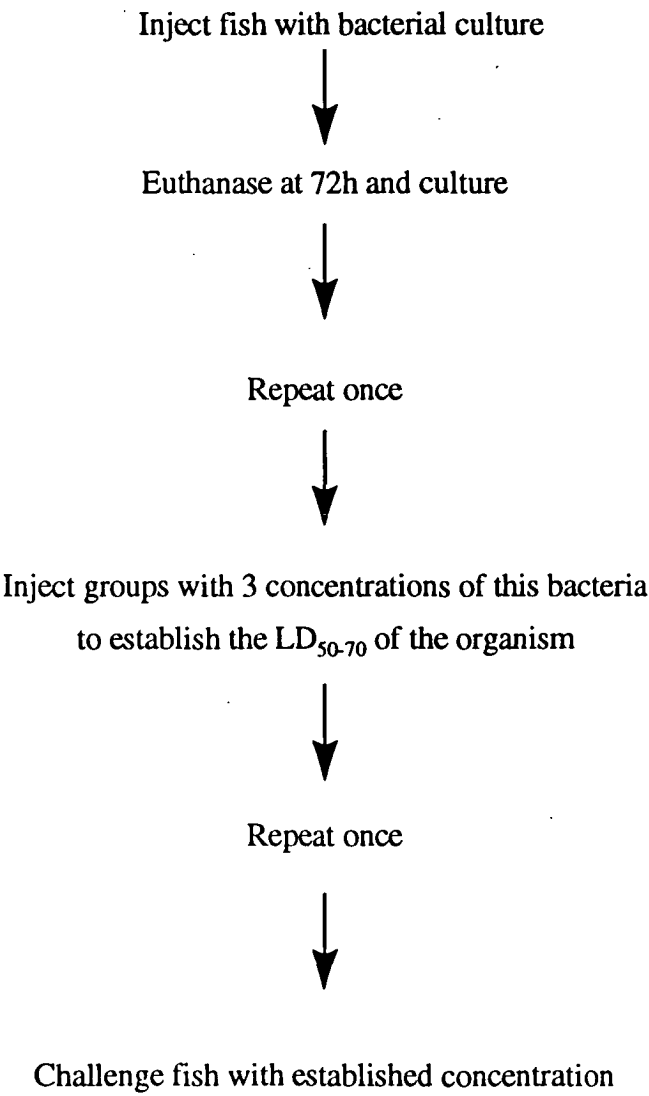 Inject fish with bacterial culture
Euthanase at 72h and culture
Repeat once
Inject groups with 3 concentrations of this bacteria
to establish the LD50-70 of the organism
Repeat once
Challenge fish with established concentration